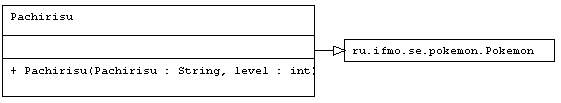 Pachirisu
ru.ifmo.se.pokemon.Pokemon
+ Pachirisu(Pachirisu : String, level : int)